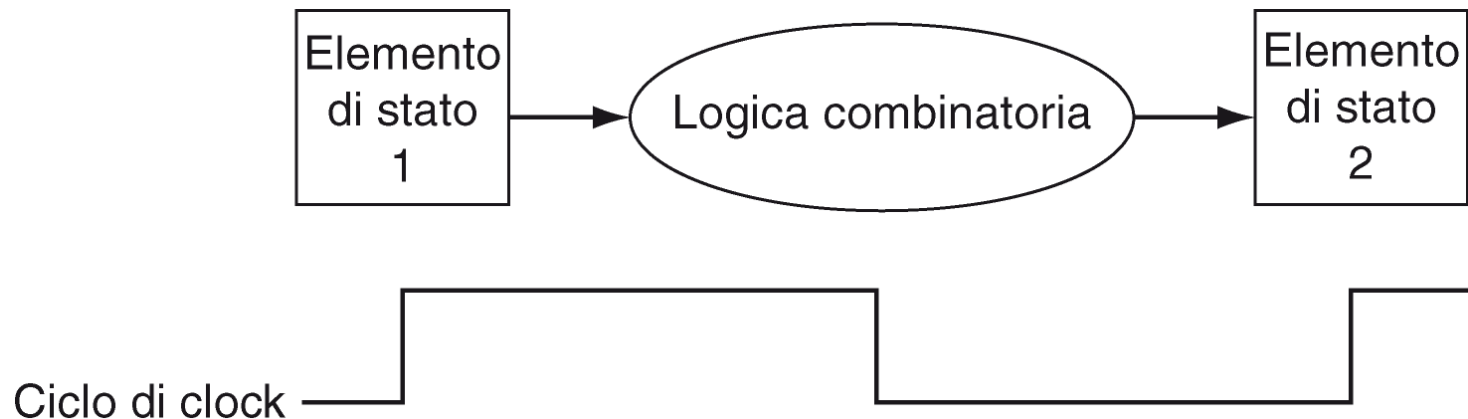 Elemento
di stato
1
Logica combinatoria
Elemento
di stato
2
Ciclo di clock